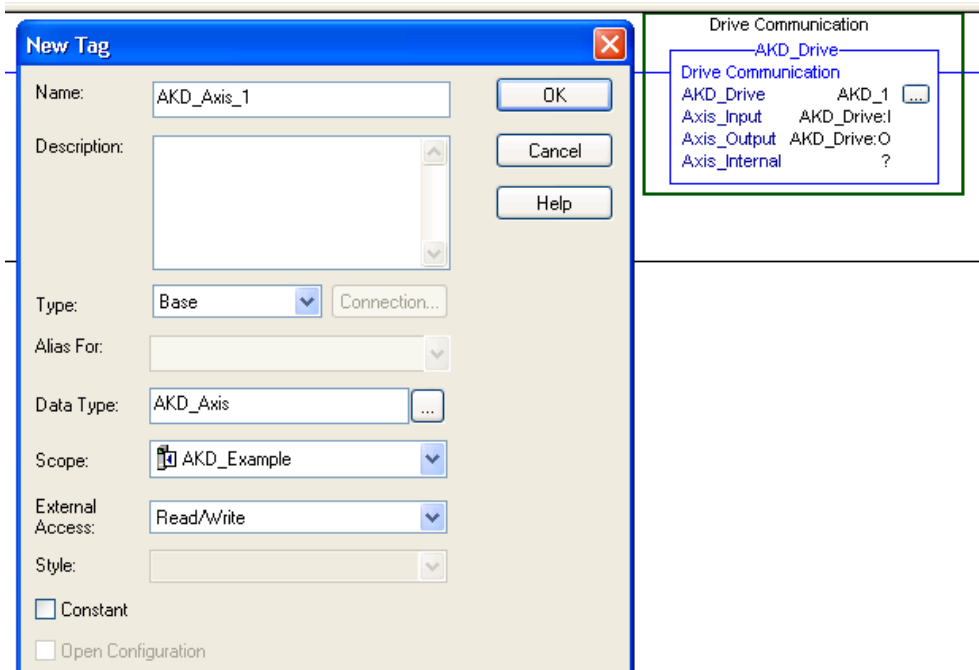 New Tag
Name: AKD_Axis_1
OK
Description:
Cancel
Help
Type: Base Connection...
Alias For:
Data Type: AKD_Axis ...
Scope: AKD_Example
External Access: Read/Write
Style:
Constant
Open Configuration
Drive Communication
AKD_Drive
Drive Communication
AKD_Drive AKD_1 ...
Axis_Input AKD_Drive:I
Axis_Output AKD_Drive:O
Axis_Internal ?